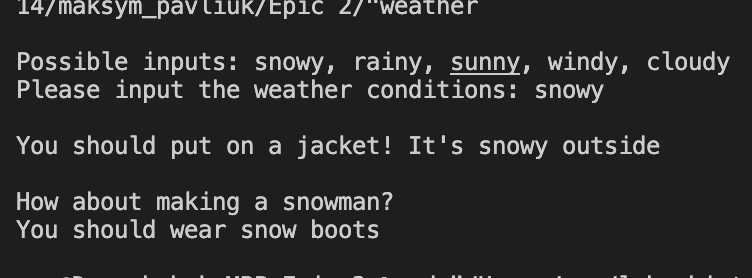 14/maksym_pavliuk/Epic 2/"weather
Possible inputs: snowy, rainy, sunny, windy, cloudy
Please input the weather conditions: snowy
You should put on a jacket! It's snowy outside
How about making a snowman?
You should wear snow boots